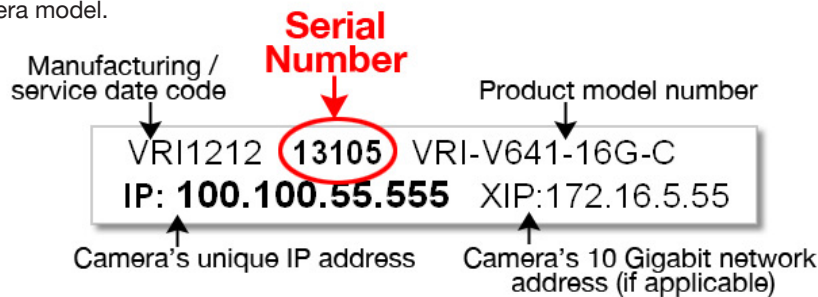 era model.
Serial
Number
Manufacturing /
service date code
Product model number
VRI1212 13105 VRI-V641-16G-C
IP: 100.100.55.555 XIP:172.16.5.55
Camera's unique IP address
Camera's 10 Gigabit network
address (if applicable)